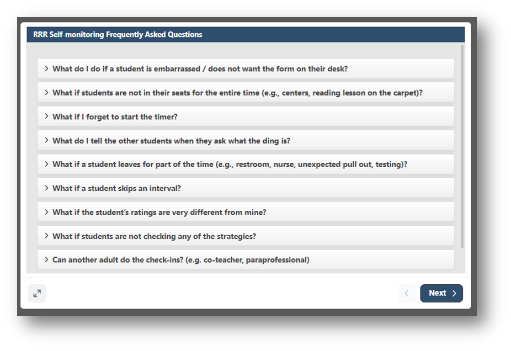 RRR Self-monitoring Frequently Asked Questions
What do I do if a student is embarrassed / does not want the form on their desk?
What if students are not in their seats for the entire time (e.g., centers, reading lesson on the carpet)?
What if I forget to start the timer?
What do I tell the other students when they ask what the ding is?
What if a student leaves for part of the time (e.g., restroom, nurse, unexpected pull out, testing)?
What if a student skips an interval?
What if the student's ratings are very different from mine?
What if students are not checking any of the strategies?
Can another adult do the check-ins? (e.g. co-teacher, paraprofessional)
Next